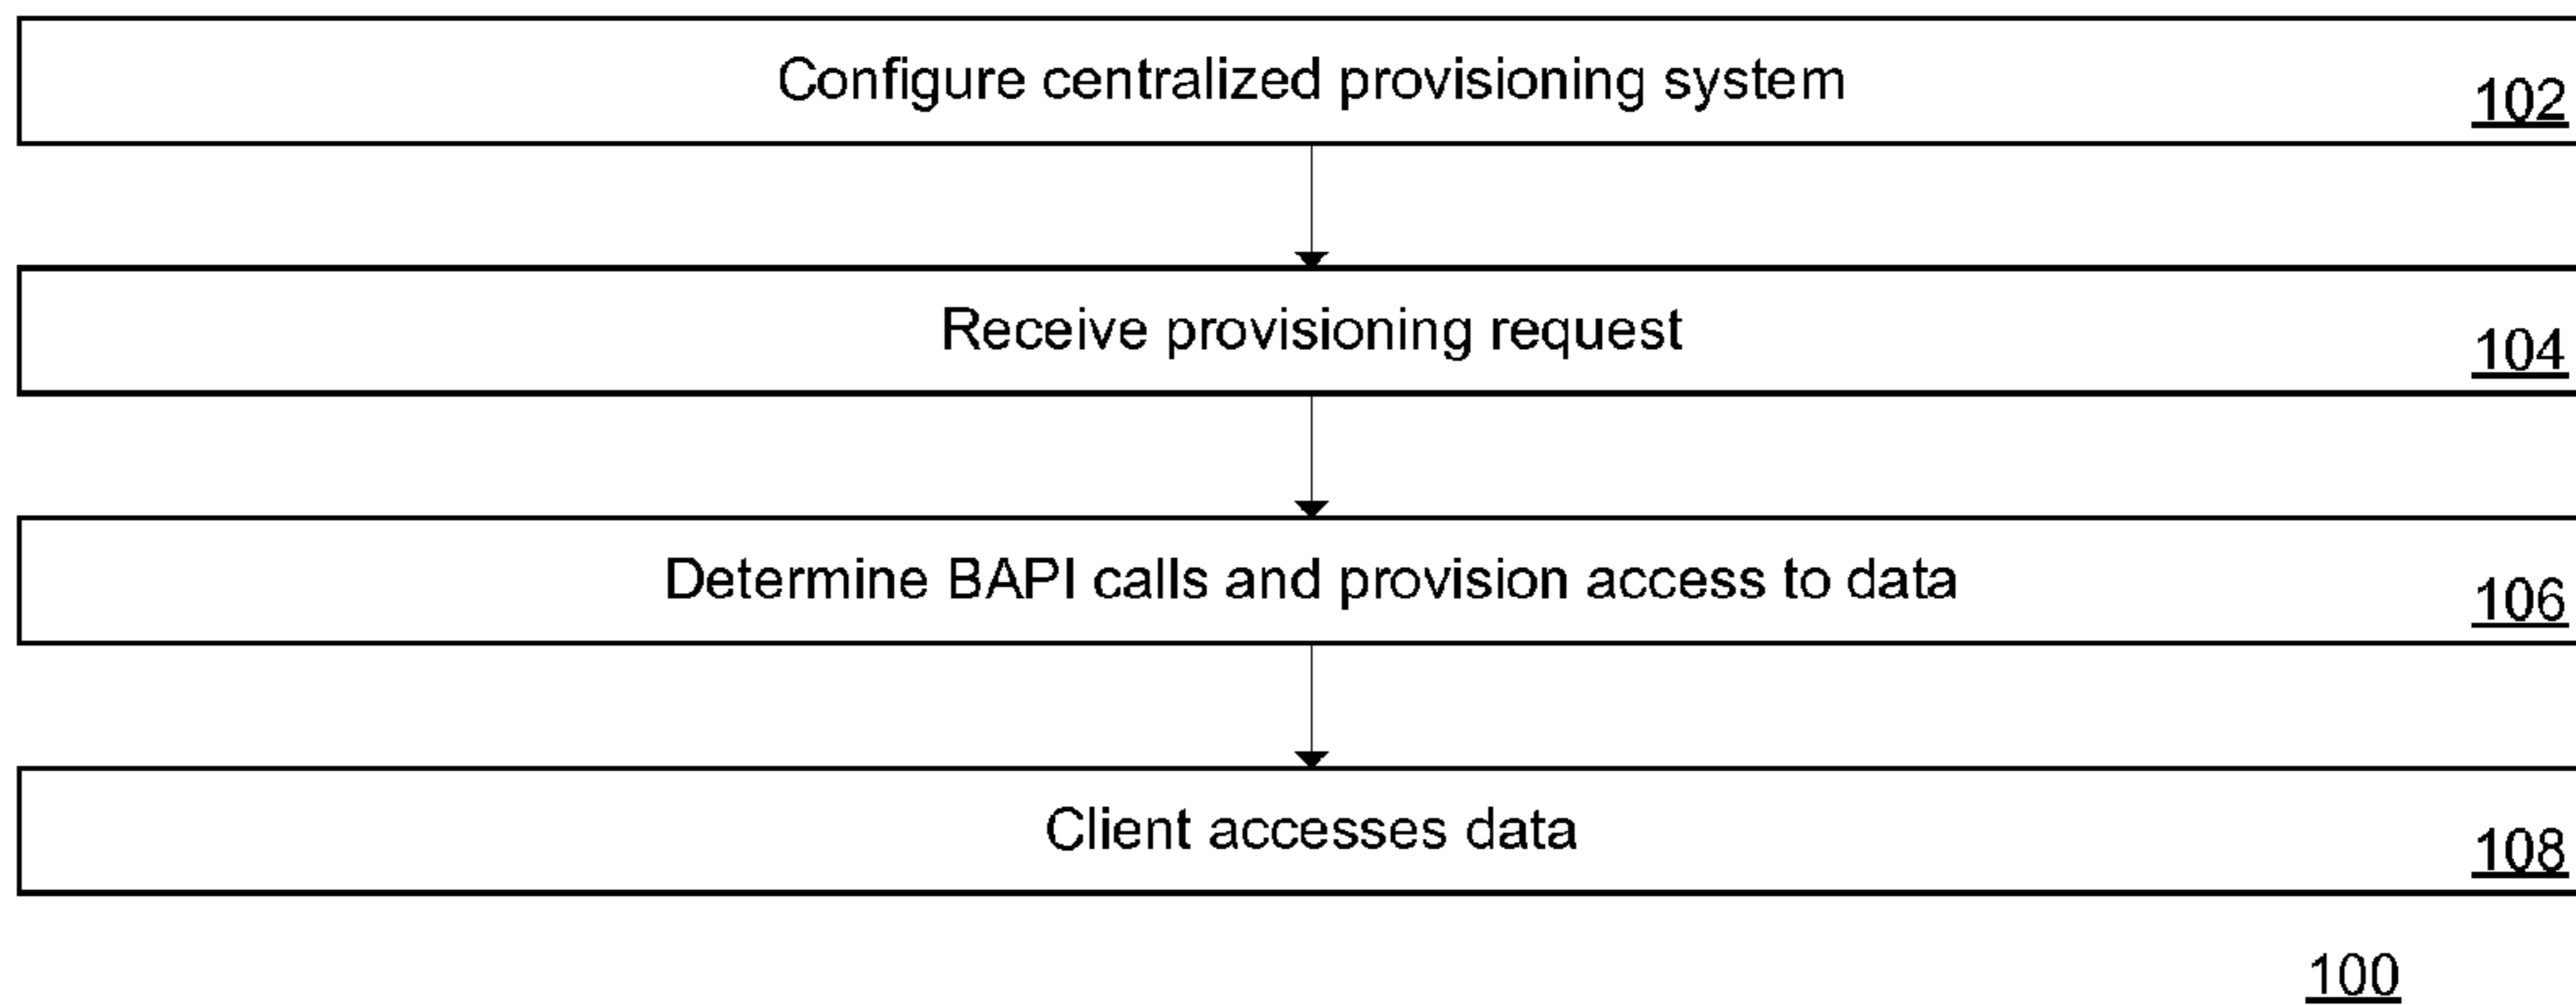 Configure centralized provisioning system
102
Receive provisioning request
104
Determine BAPI calls and provision access to data
106
Client accesses data
108
100